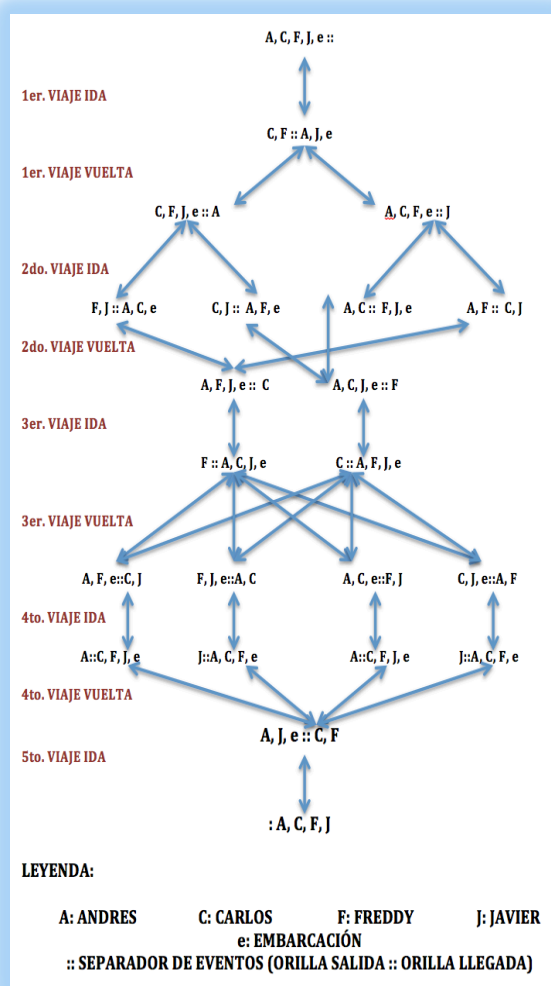 A, C, F, J, e ::
1er. VIAJE IDA
C, F :: A, J, e
1er. VIAJE VUELTA
C, F, J, e :: A
A, C, F, e :: J
2do. VIAJE IDA
F, J :: A, C, e
C, J :: A, F, e
A, C :: F, J, e
A, F :: C, J
2do. VIAJE VUELTA
A, F, J, e :: C
A, C, J, e :: F
3er. VIAJE IDA
F :: A, C, J, e
C :: A, F, J, e
3er. VIAJE VUELTA
A, F, e::C, J
F, J, e::A, C
A, C, e::F, J
C, J, e::A, F
4to. VIAJE IDA
A::C, F, J, e
J::A, C, F, e
A::C, F, J, e
J::A, C, F, e
4to. VIAJE VUELTA
A, J, e :: C, F
5to. VIAJE IDA
: A, C, F, J
LEYENDA:
A: ANDRES C: CARLOS F: FREDDY J: JAVIER
e: EMBARCACIÓN
:: SEPARADOR DE EVENTOS (ORILLA SALIDA :: ORILLA LLEGADA)